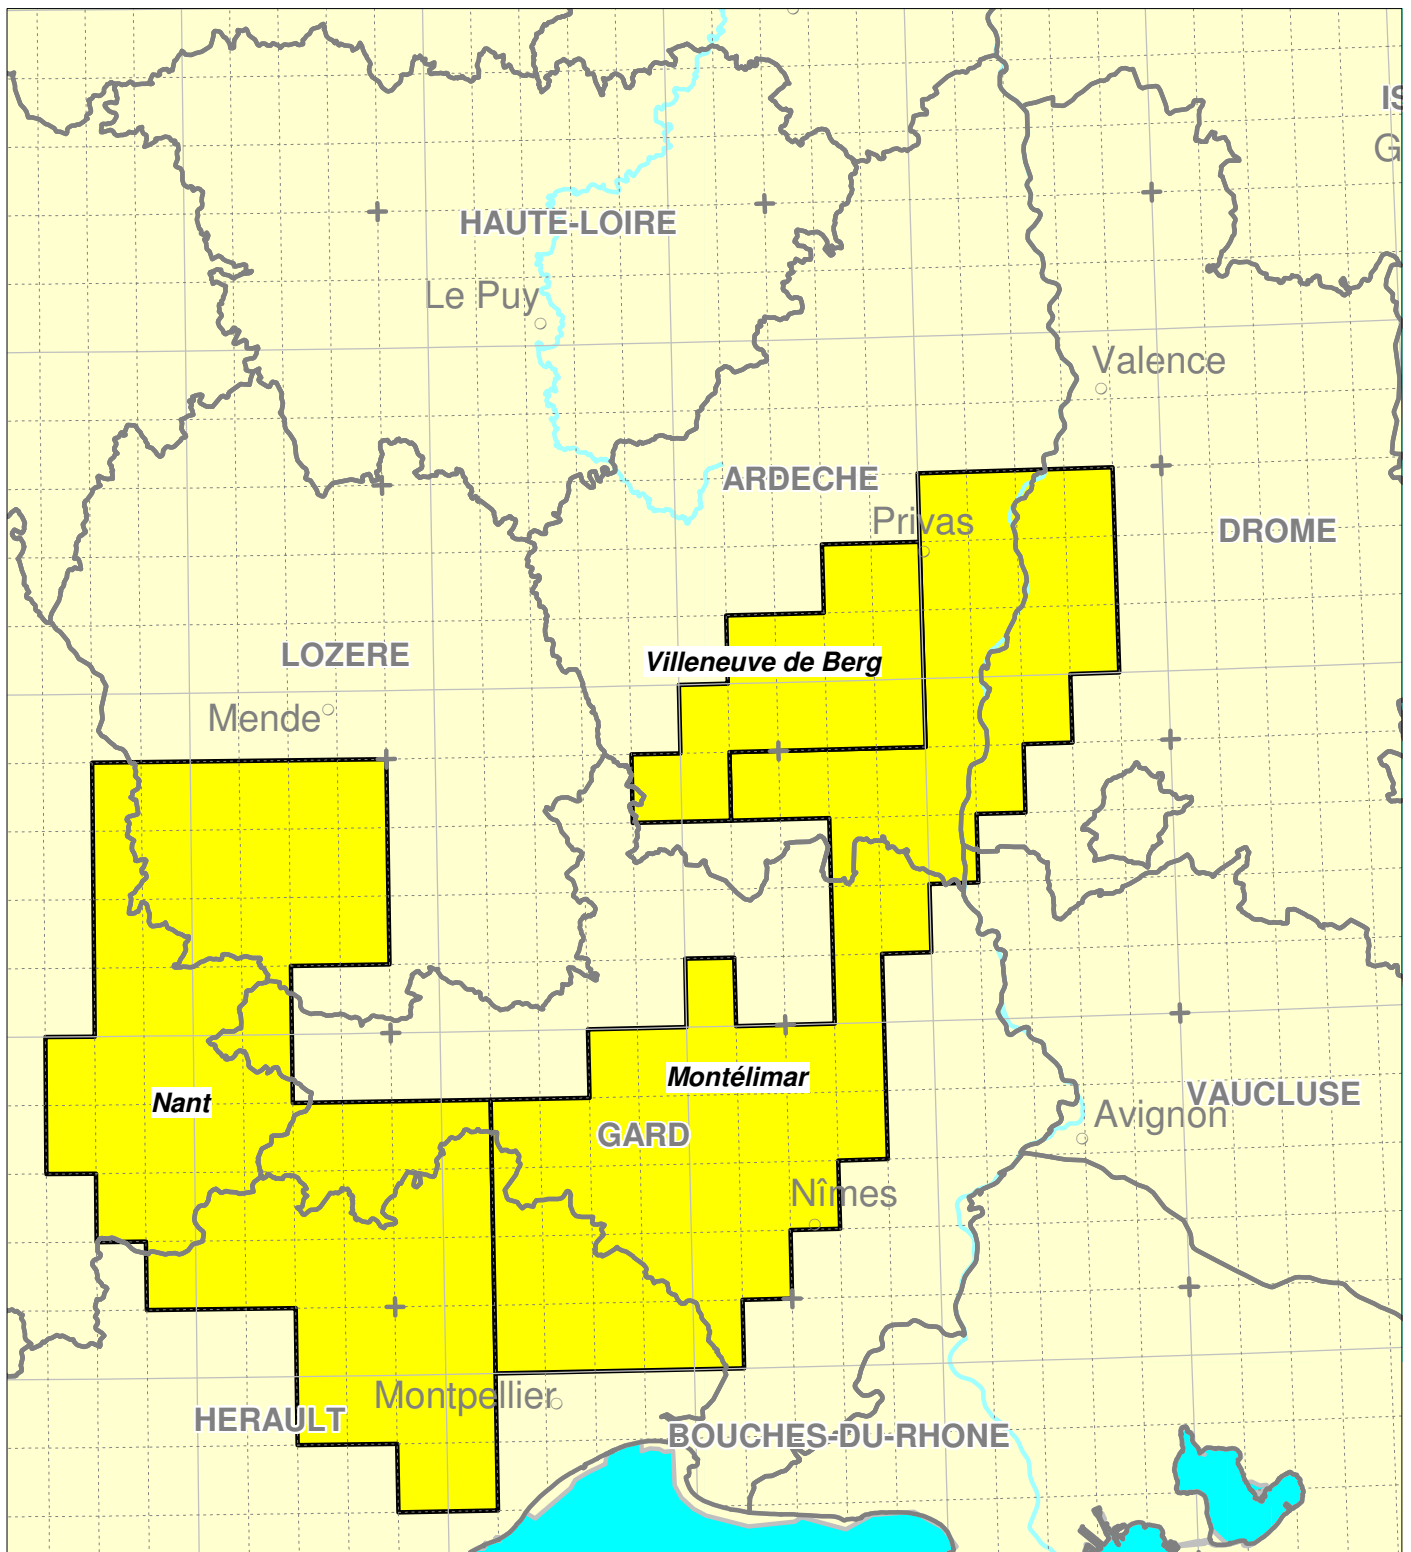 IS
G
HAUTE-LOIRE
Le Puy
Valence
ARDECHE
Privas
DROME
LOZERE
Villeneuve de Berg
Mende
Montélimar
Nant
VAUCLUSE
Avignon
GARD
Nîmes
Montpellier
HERAULT
BOUCHES-DU-RHONE